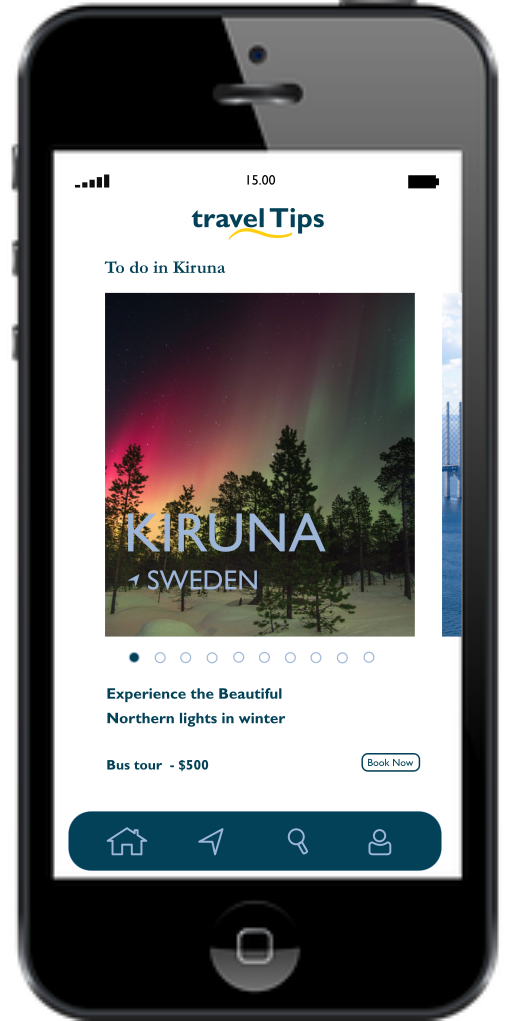 15.00
travel Tips
To do in Kiruna
KIRUNA
SWEDEN
Experience the Beautiful
Northern lights in winter
Bus tour - $500
Book Now